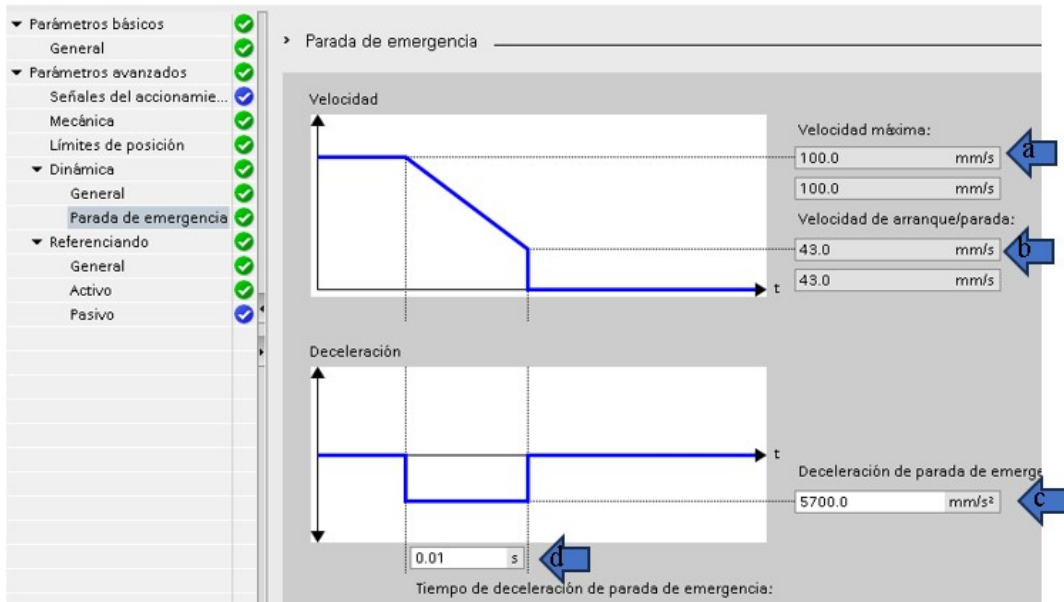 Parámetros básicos
General
Parámetros avanzados
Señales del accionamie...
Mecánica
Límites de posición
Dinámica
General
Parada de emergencia
Referenciando
General
Activo
Pasivo
Parada de emergencia
Velocidad
t
Velocidad máxima:
100.0 mm/s
a
100.0 mm/s
Velocidad de arranque/parada:
43.0 mm/s
b
43.0 mm/s
Deceleración
t
Deceleración de parada de emerge
5700.0 mm/s²
c
0.01 s
d
Tiempo de deceleración de parada de emergencia: